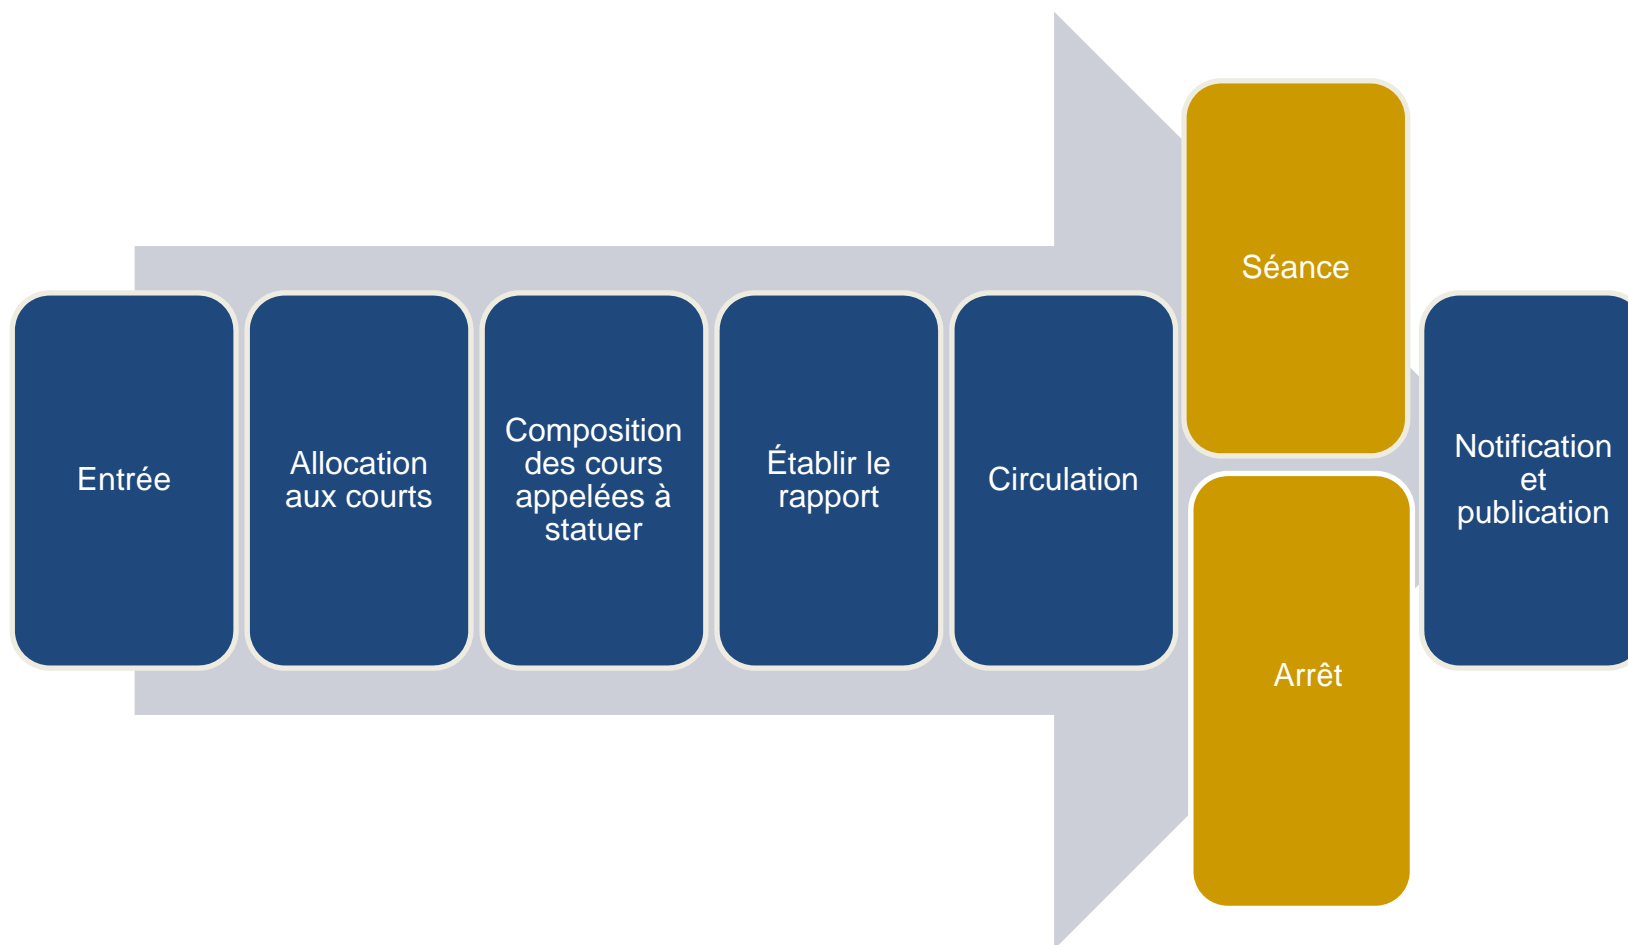 Entrée
Allocation
aux courts
Composition
des cours
appelées à
statuer
Établir le
rapport
Circulation
Séance
Arrêt
Notification
et
publication